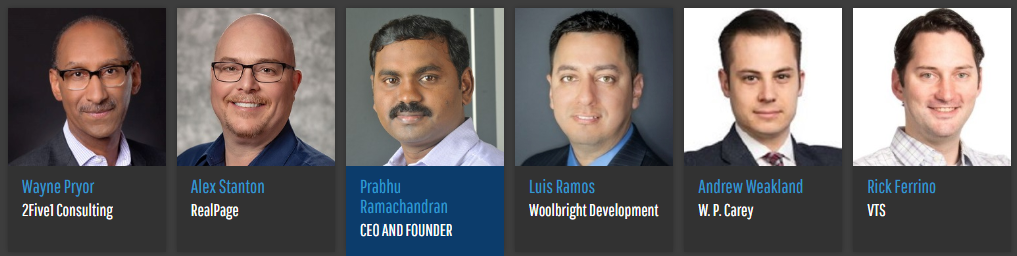 Wayne Pryor
2Five1 Consulting
Alex Stanton
RealPage
Prabhu
Ramachandran
CEO AND FOUNDER
Luis Ramos
Woolbright Development
Andrew Weakland
W. P. Carey
Rick Ferrino
VTS